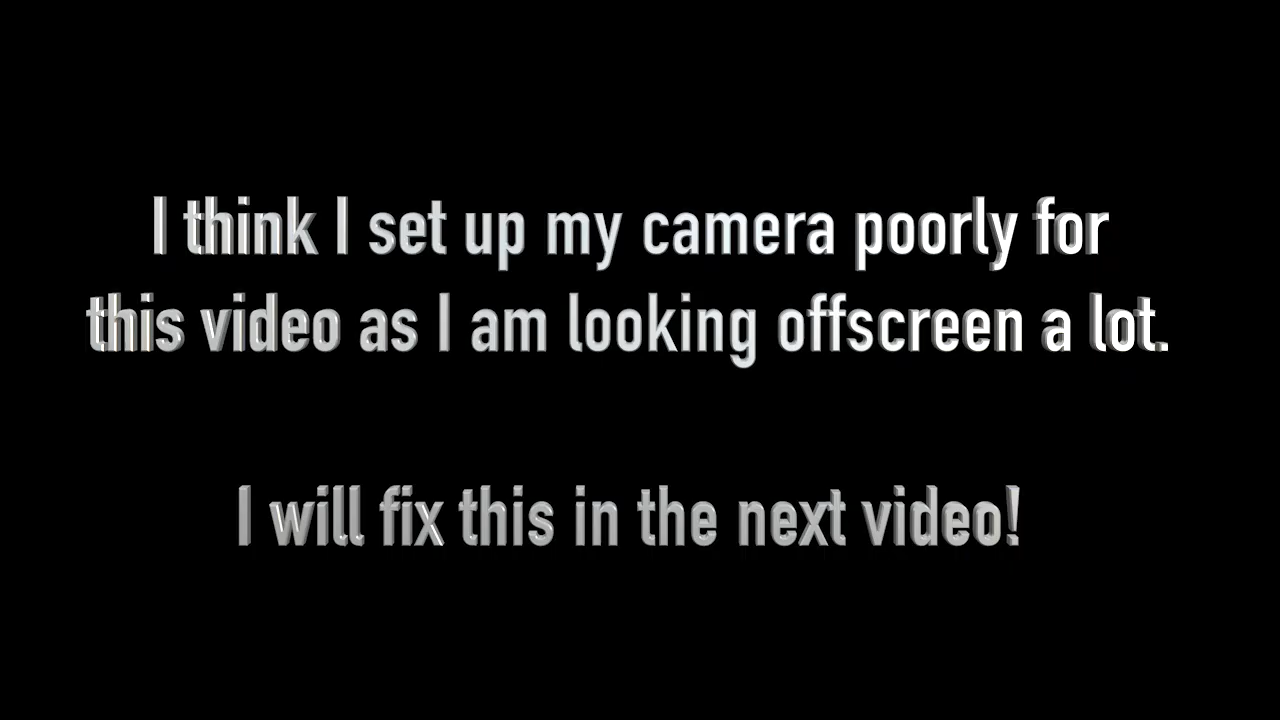 I think I set up my camera poorly for
this video as I am looking offscreen a lot.
I will fix this in the next video!